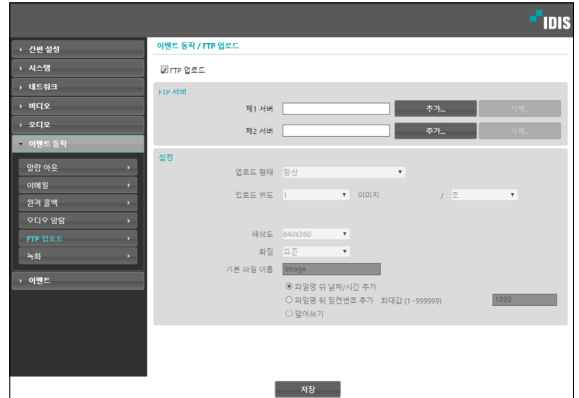 IDIS
간편 설정
시스템
네트워크
비디오
오디오
이벤트 동작
알람 아웃
이메일
원격 콜백
오디오 알람
FTP 업로드
녹화
이벤트
이벤트 동작 / FTP 업로드
FTP 업로드
FTP 서버
제1 서버 추가... 삭제...
제2 서버 추가... 삭제...
설정
업로드 형태 항상
업로드 빈도 1 이미지 / 초
해상도 640x360
화질 표준
기본 파일 이름 image
파일명 뒤 날짜/시간 추가
파일명 뒤 일련번호 추가 최대값 (1~999999) 1000
덮어쓰기
저장